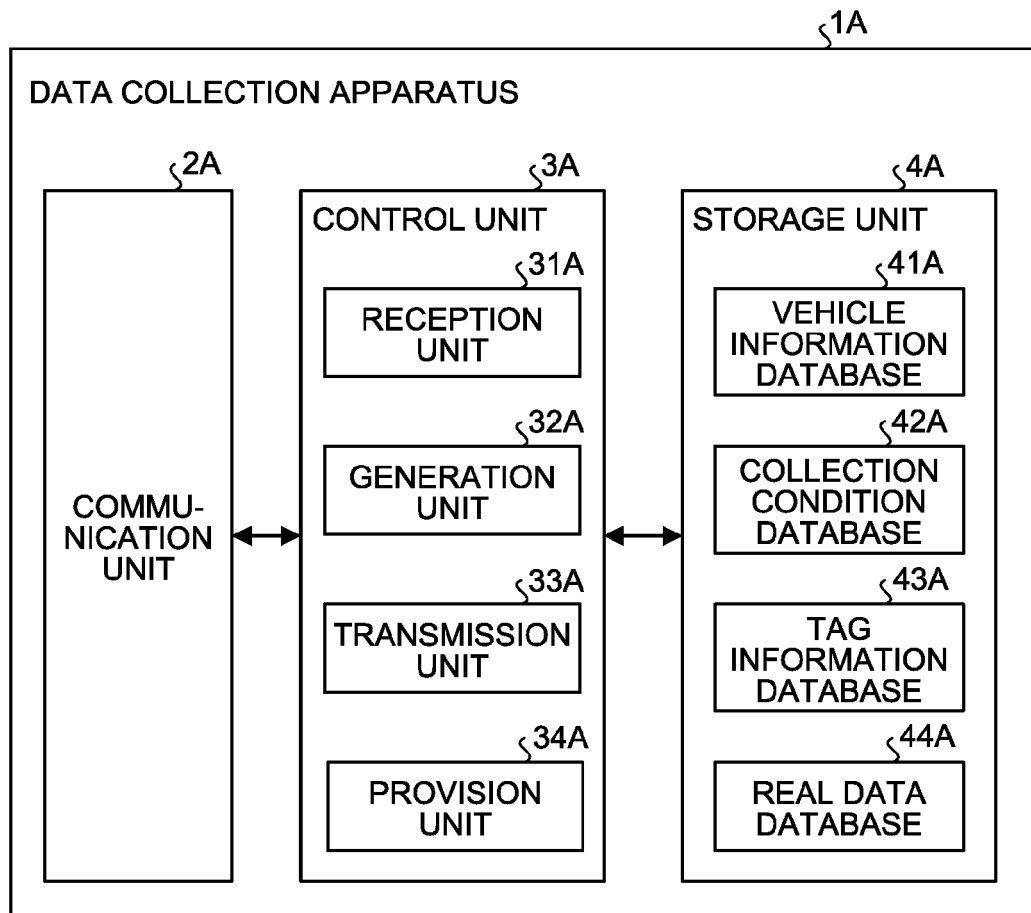 1A
DATA COLLECTION APPARATUS
2A
COMMU-
NICATION
UNIT
3A
CONTROL UNIT
31A
RECEPTION
UNIT
32A
GENERATION
UNIT
33A
TRANSMISSION
UNIT
34A
PROVISION
UNIT
4A
STORAGE UNIT
41A
VEHICLE
INFORMATION
DATABASE
42A
COLLECTION
CONDITION
DATABASE
43A
TAG
INFORMATION
DATABASE
44A
REAL DATA
DATABASE